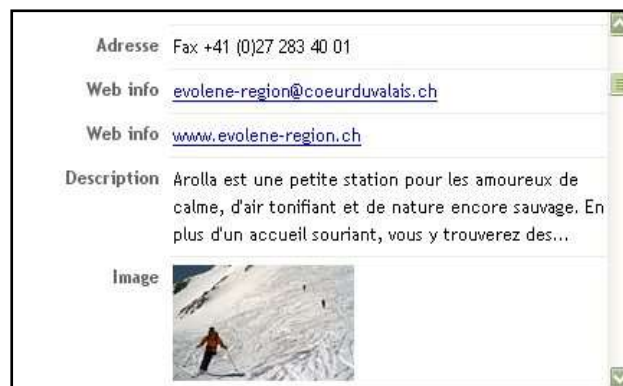 Adresse Fax +41 (0)27 283 40 01
Web info evolene-region@coeurduvalais.ch
Web info www.evolene-region.ch
Description Arolla est une petite station pour les amoureux de
calme, d'air tonifiant et de nature encore sauvage. En
plus d'un accueil souriant, vous y trouverez des...
Image